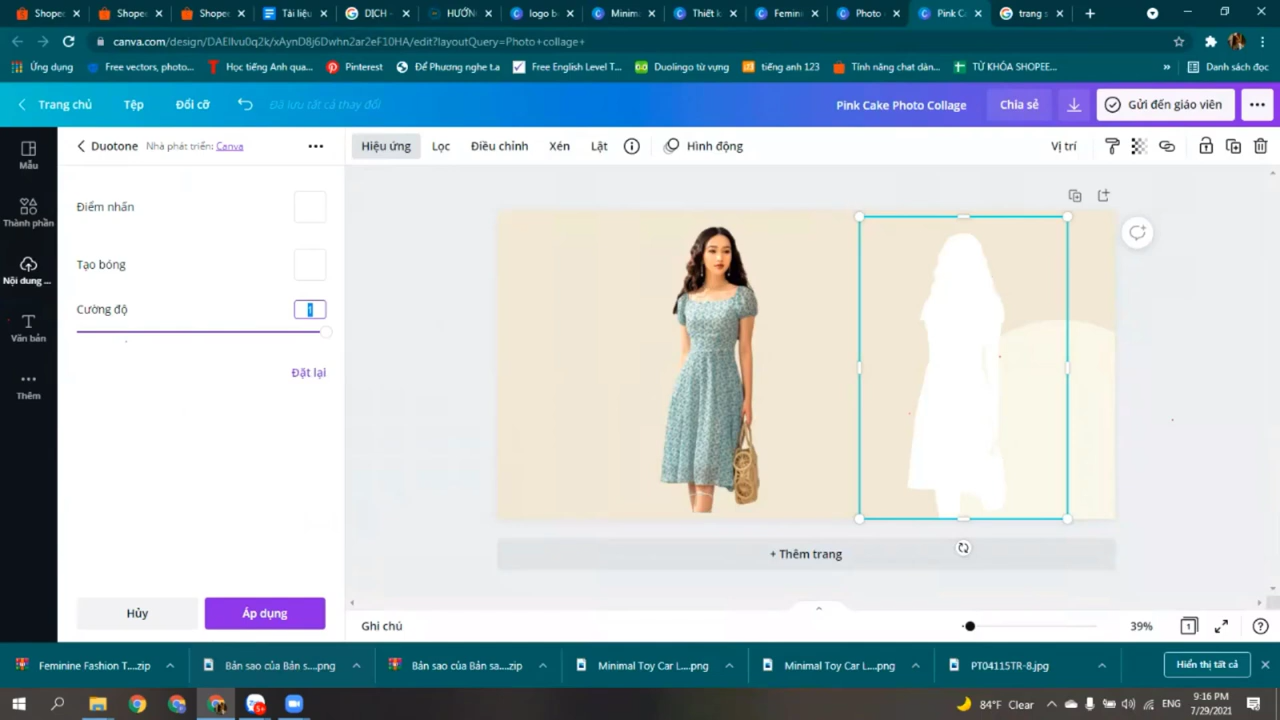 Shopee
Shopee
Shopee
Tài liệu
DỊCH -
HƯỚN
logo b
Minim
Thiết k
Femin
Photo
Pink C
trang s
canva.com/design/DAEllvu0q2k/xAynD8j6Dwhn2ar2eF10HA/edit?layoutQuery=Photo+collage+
Ứng dụng
Free vectors, photo...
Học tiếng Anh qua...
Pinterest
Để Phương nghe t.a
Free English Level T...
Duolingo từ vựng
tiếng anh 123
Tính năng chat dàn...
TỪ KHÓA SHOPEE...
»
Danh sách đọc
Trang chủ
Tệp
Đổi cỡ
Đã lưu tất cả thay đổi
Pink Cake Photo Collage
Chia sẻ
Gửi đến giáo viên
Duotone
Nhà phát triển: Canva
Hiệu ứng
Lọc
Điều chỉnh
Xén
Lật
Hình động
Vị trí
Mẫu
Thành phần
Nội dung ...
Văn bản
Thêm
Điểm nhấn
Tạo bóng
Cường độ
1
Đặt lại
Hủy
Áp dụng
+ Thêm trang
Ghi chú
39%
1
Feminine Fashion T....zip
Bản sao của Bản s....png
Bản sao của Bản sa....zip
Minimal Toy Car L....png
Minimal Toy Car L....png
PT04115TR-8.jpg
Hiển thị tất cả
84°F Clear
ENG
9:16 PM
7/29/2021